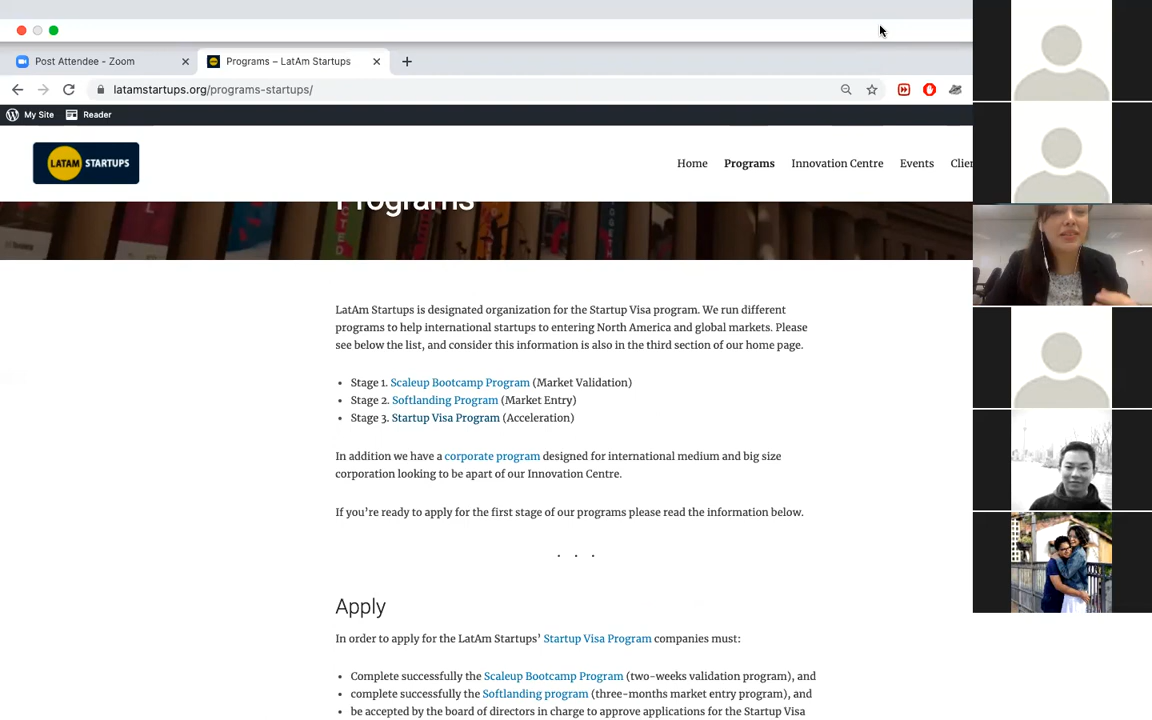 Post Attendee - Zoom
Programs – LatAm Startups
latamstartups.org/programs-startups/
My Site
Reader
LATAM STARTUPS
Home
Programs
Innovation Centre
Events
Programs
LatAm Startups is designated organization for the Startup Visa program. We run different
programs to help international startups to entering North America and global markets. Please
see below the list, and consider this information is also in the third section of our home page.
• Stage 1. Scaleup Bootcamp Program (Market Validation)
• Stage 2. Softlanding Program (Market Entry)
• Stage 3. Startup Visa Program (Acceleration)
In addition we have a corporate program designed for international medium and big size
corporation looking to be apart of our Innovation Centre.
If you’re ready to apply for the first stage of our programs please read the information below.
. . .
Apply
In order to apply for the LatAm Startups’ Startup Visa Program companies must:
• Complete successfully the Scaleup Bootcamp Program (two-weeks validation program), and
• complete successfully the Softlanding program (three-months market entry program), and
• be accepted by the board of directors in charge to approve applications for the Startup Visa